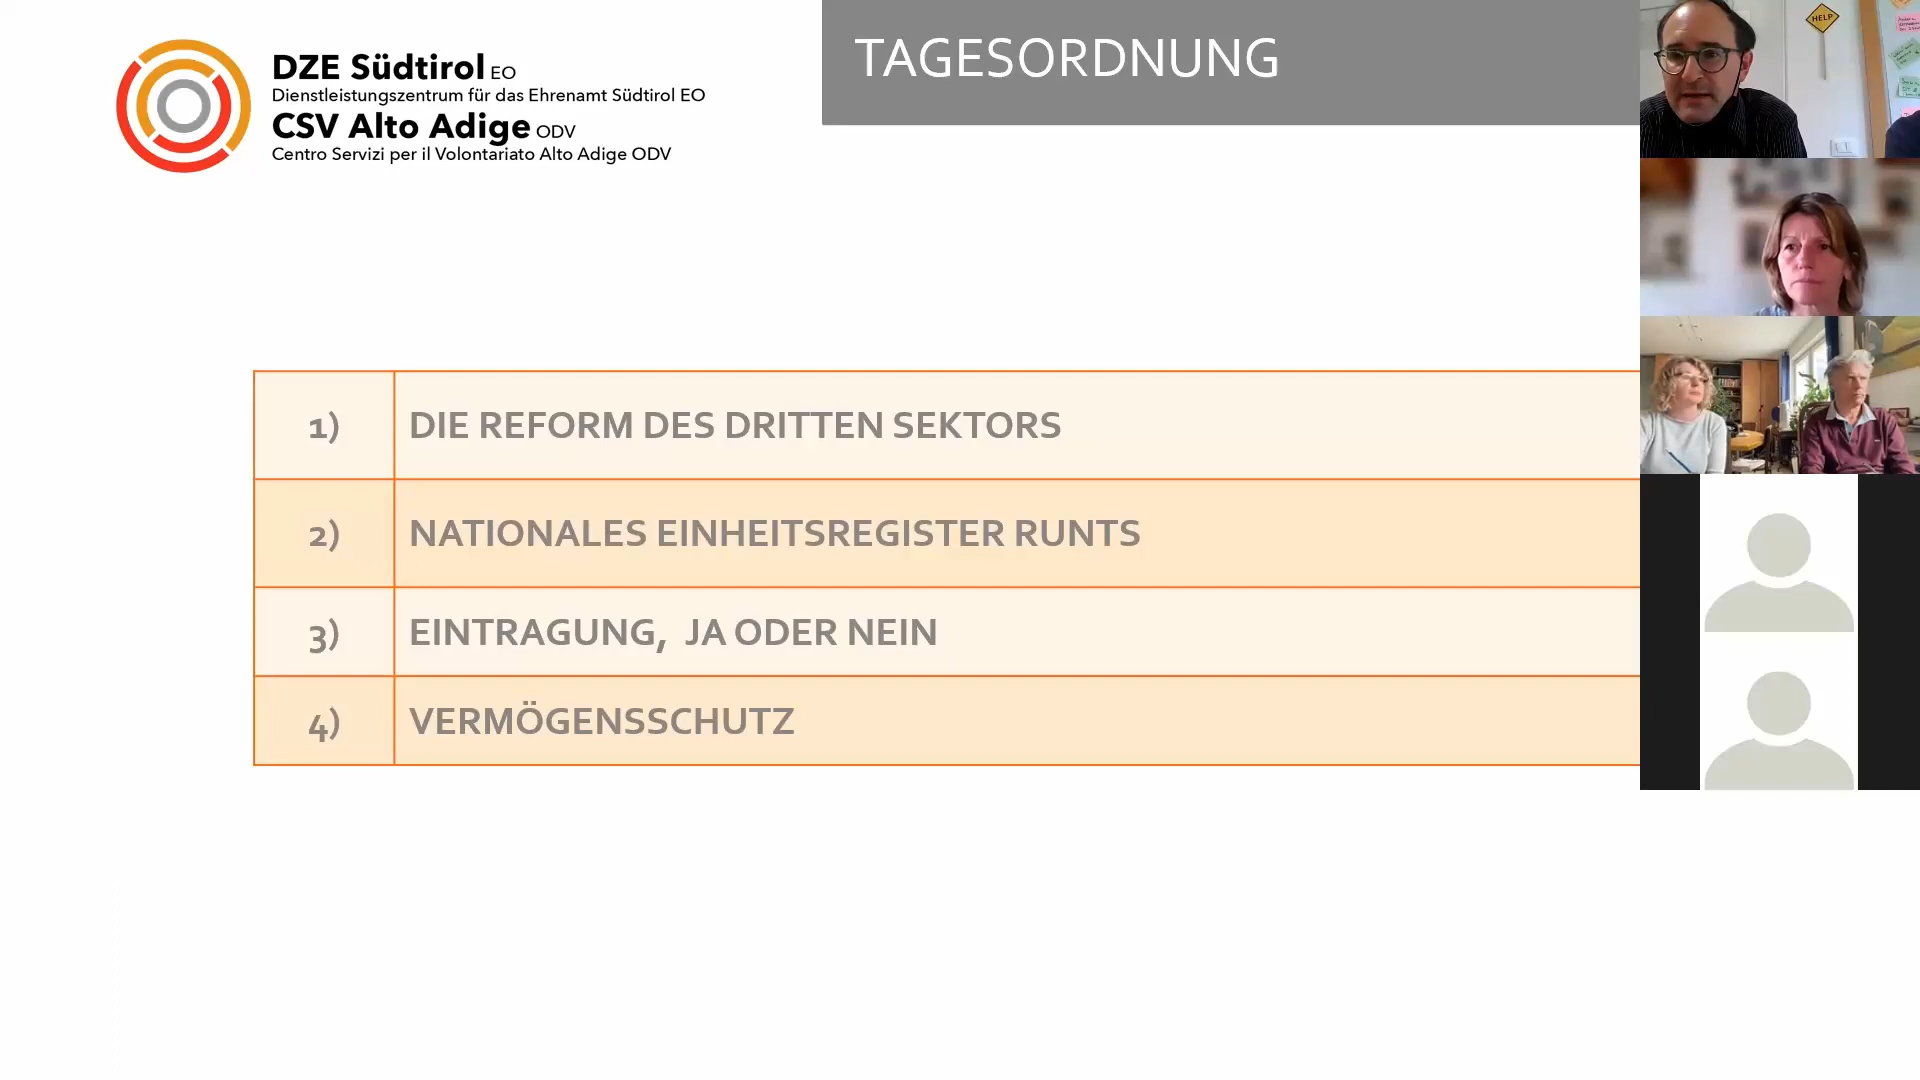 DZE Südtirol EO
Dienstleistungszentrum für das Ehrenamt Südtirol EO
CSV Alto Adige ODV
Centro Servizi per il Volontariato Alto Adige ODV
TAGESORDNUNG
HELP
1) DIE REFORM DES DRITTEN SEKTORS
2) NATIONALES EINHEITSREGISTER RUNTS
3) EINTRAGUNG, JA ODER NEIN
4) VERMÖGENSSCHUTZ